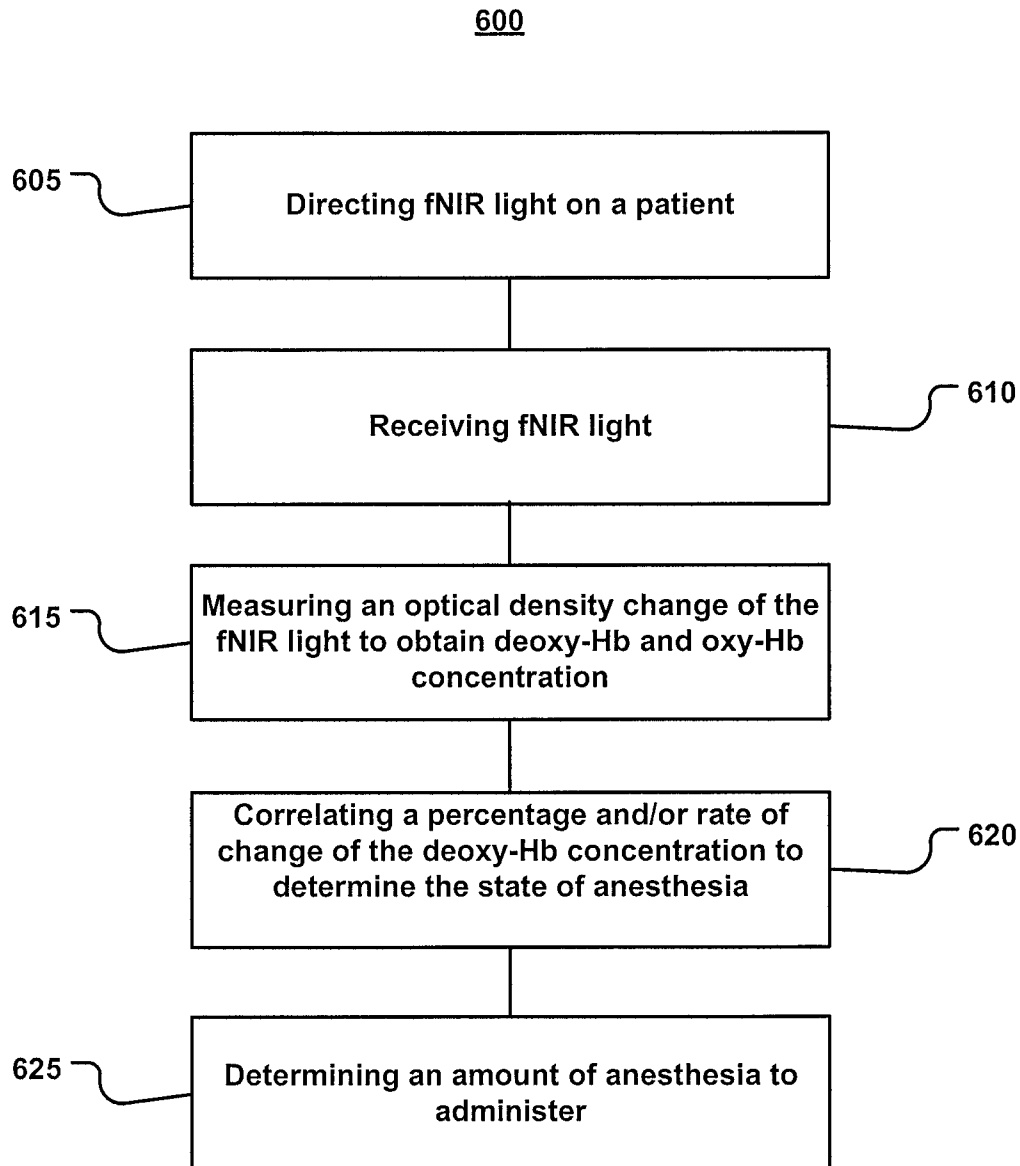 600
605
Directing fNIR light on a patient
Receiving fNIR light
610
615
Measuring an optical density change of the
fNIR light to obtain deoxy-Hb and oxy-Hb
concentration
Correlating a percentage and/or rate of
change of the deoxy-Hb concentration to
determine the state of anesthesia
620
625
Determining an amount of anesthesia to
administer